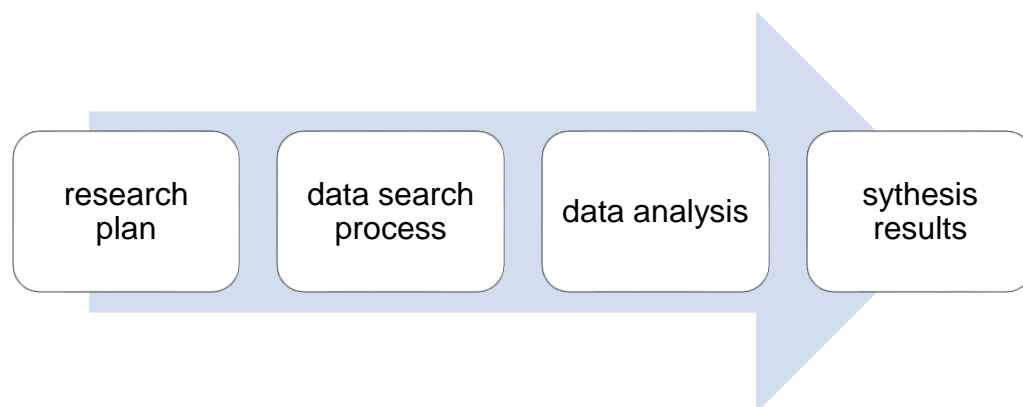 research
plan
data search
process
data analysis
sythesis
results